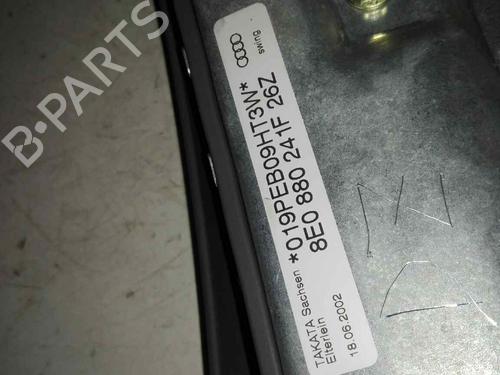 B-PARTS
swing
*019PEB09HT3W*
8E0 880 241F 26Z
TAKATA Sachsen
Elterlein
18.06.2002